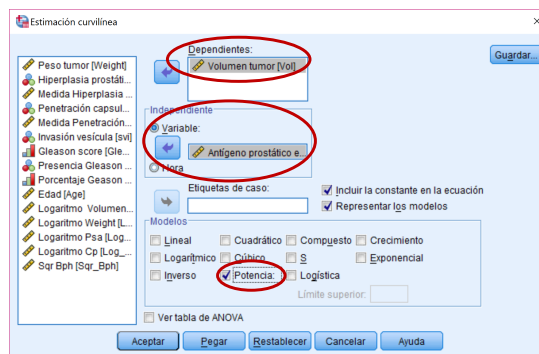 Estimación curvilínea
Dependientes:
Volumen tumor [Vol]
Guardar...
Peso tumor [Weight]
Hiperplasia prostáti...
Medida Hiperplasia ...
Penetración capsul...
Medida Penetración...
Invasión vesícula [svi]
Gleason score [Gle...
Presencia Gleason ...
Porcentaje Geason ...
Edad [Age]
Logaritmo Volumen...
Logaritmo Weight [L...
Logaritmo Psa [Log...
Logaritmo Cp [Log_...
Sqr Bph [Sqr_Bph]
Independiente
Variable:
Antígeno prostático e...
Hora
Etiquetas de caso:
Incluir la constante en la ecuación
Representar los modelos
Modelos
Lineal Cuadrático Compuesto Crecimiento
Logarítmico Cúbico S Exponencial
Inverso Potencia: Logística
Límite superior:
Ver tabla de ANOVA
Aceptar Pegar Restablecer Cancelar Ayuda